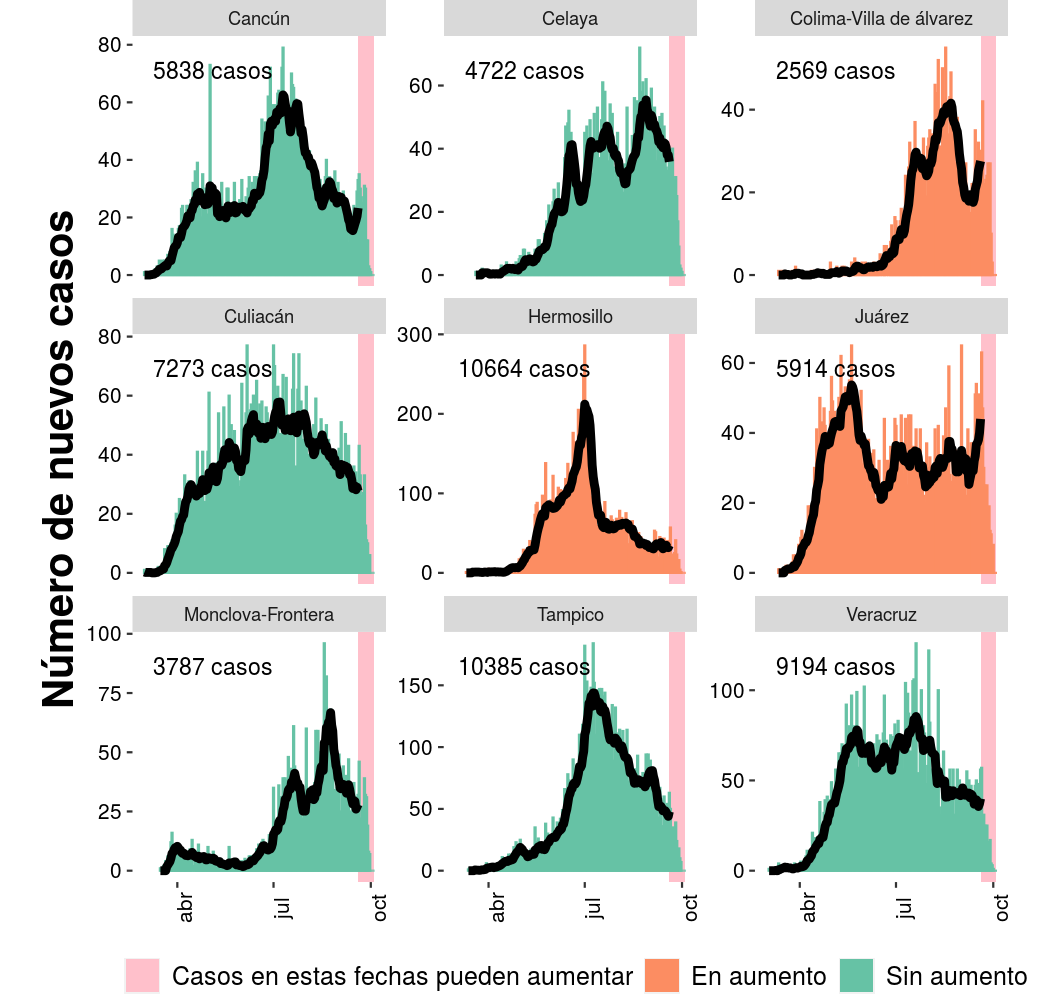 Cancún
Celaya
Colima-Villa de álvarez
80
60
40
20
0
5838 casos
60
40
20
0
4722 casos
40
20
0
2569 casos
Culiacán
Hermosillo
Juárez
80
60
40
20
0
7273 casos
300
200
100
0
10664 casos
60
40
20
0
5914 casos
Monclova-Frontera
Tampico
Veracruz
100
75
50
25
0
3787 casos
150
100
50
0
10385 casos
100
50
0
9194 casos
abr
jul
oct
abr
jul
oct
abr
jul
oct
Número de nuevos casos
Casos en estas fechas pueden aumentar
En aumento
Sin aumento